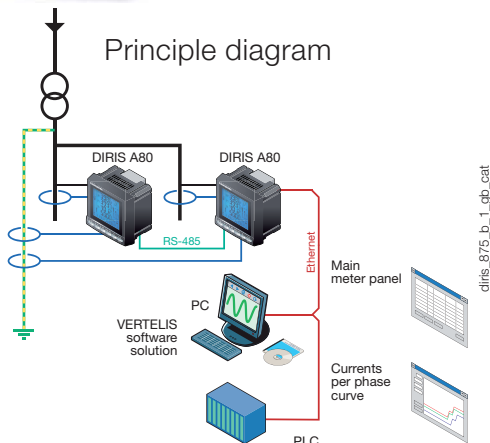 Principle diagram
DIRIS A80
DIRIS A80
RS-485
Ethernet
Main
meter panel
PC
VERTELIS
software
solution
Currents
per phase
curve
PLC
diris_875_b_1_gb_cat